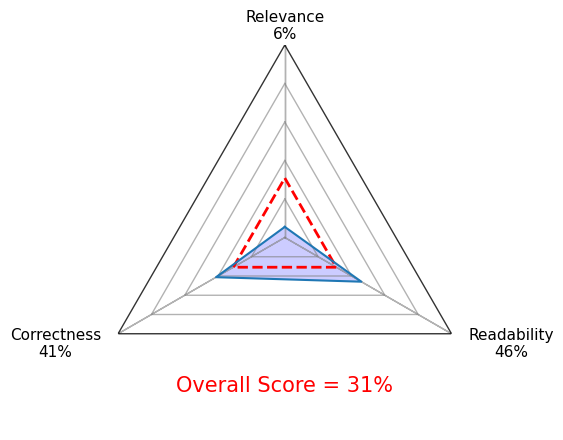 Relevance
6%
Correctness
41%
Readability
46%
Overall Score = 31%